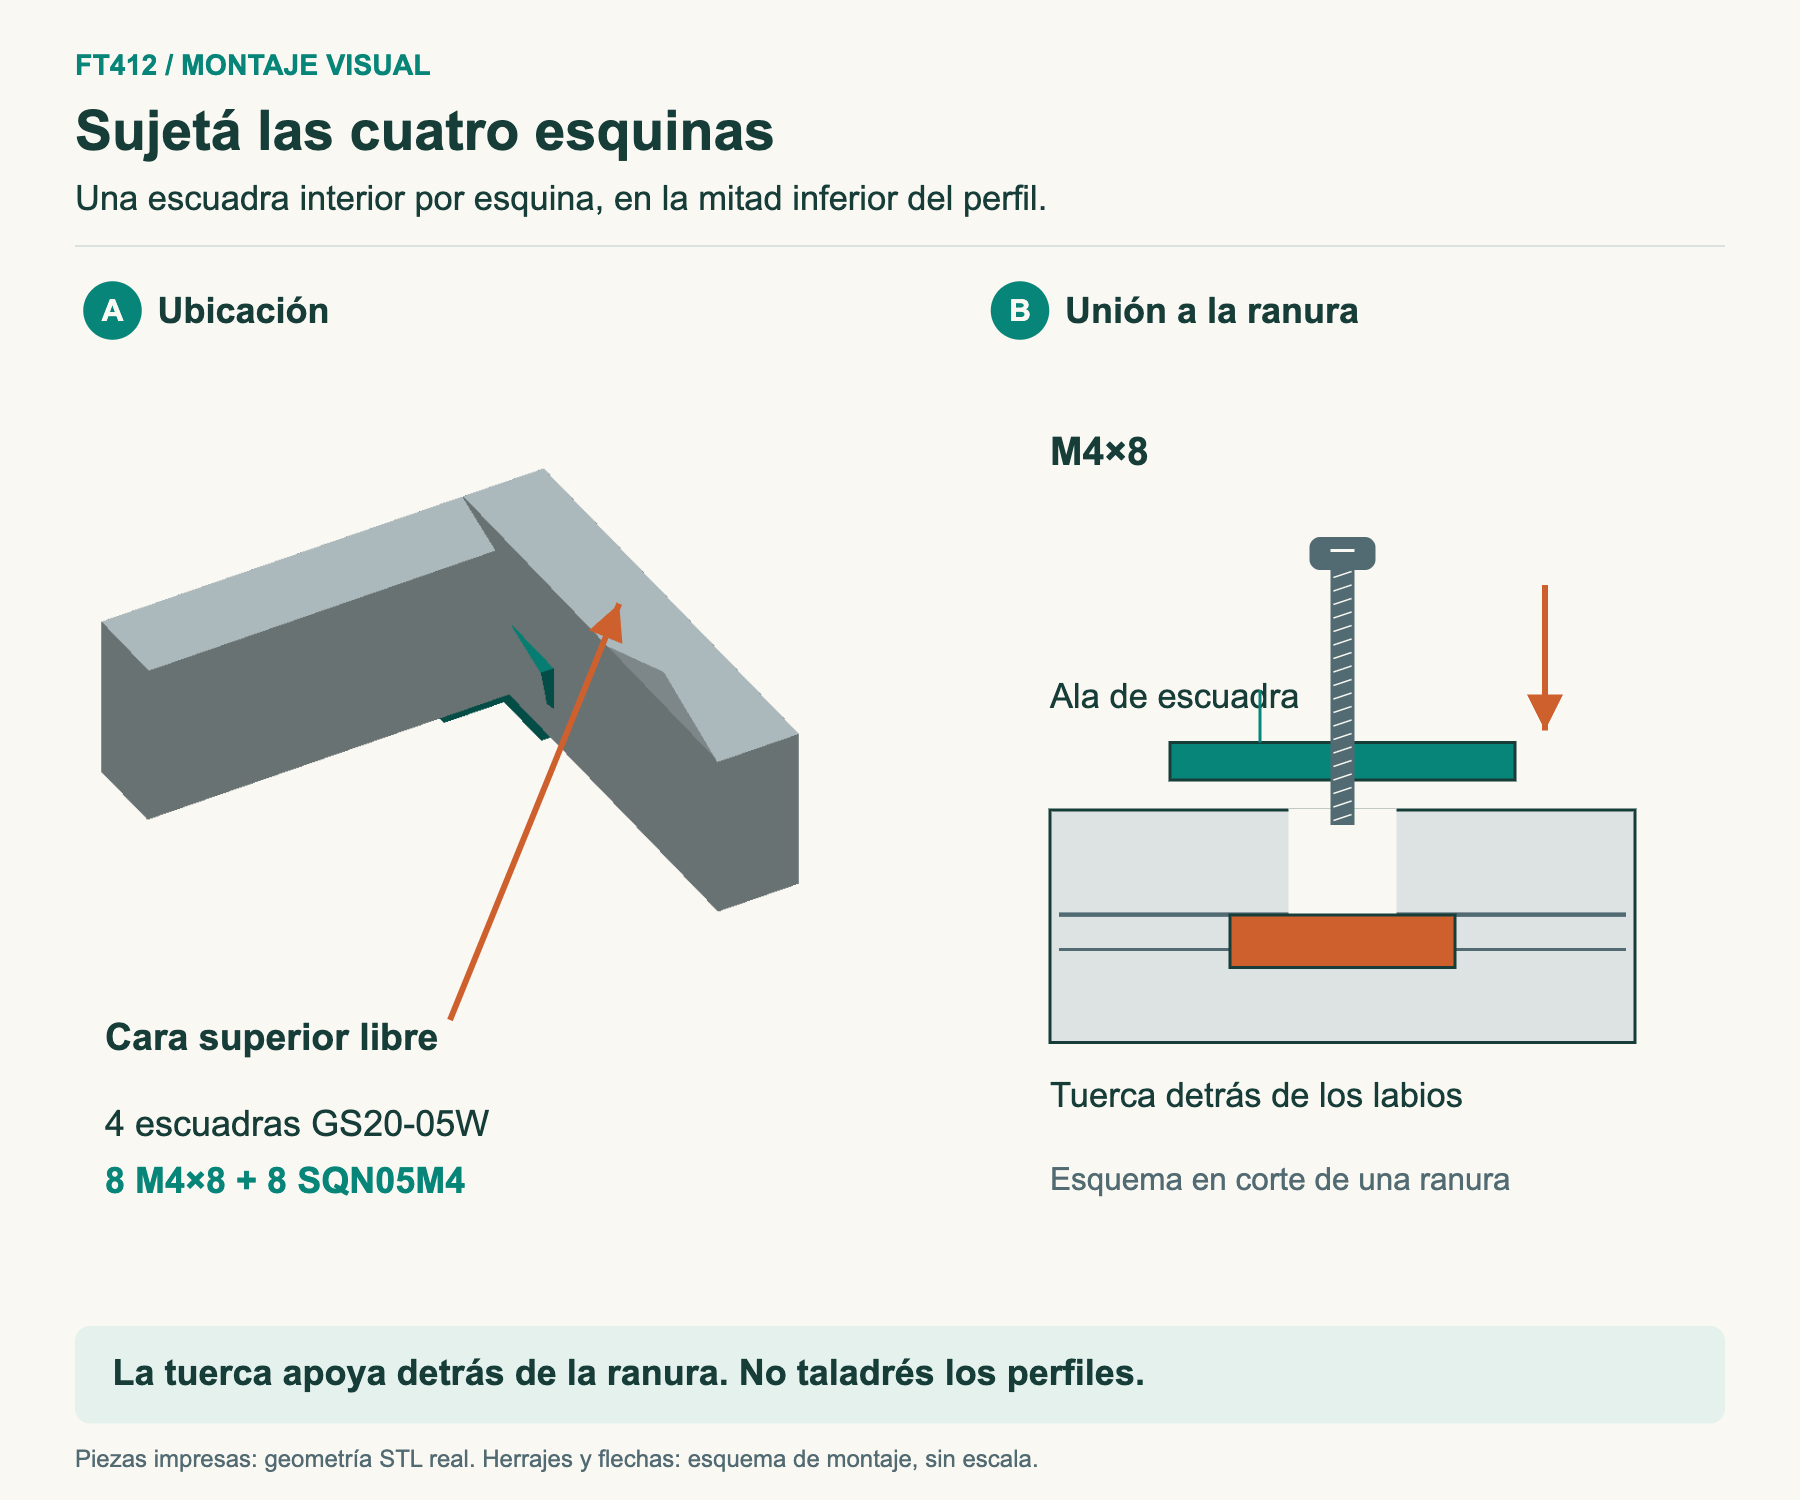 FT412 / MONTAJE VISUAL
Sujetá las cuatro esquinas
Una escuadra interior por esquina, en la mitad inferior del perfil.
A Ubicación
Cara superior libre
4 escuadras GS20-05W
8 M4×8 + 8 SQN05M4
B Unión a la ranura
M4×8
Ala de escuadra
Tuerca detrás de los labios
Esquema en corte de una ranura
La tuerca apoya detrás de la ranura. No taladrés los perfiles.
Piezas impresas: geometría STL real. Herrajes y flechas: esquema de montaje, sin escala.